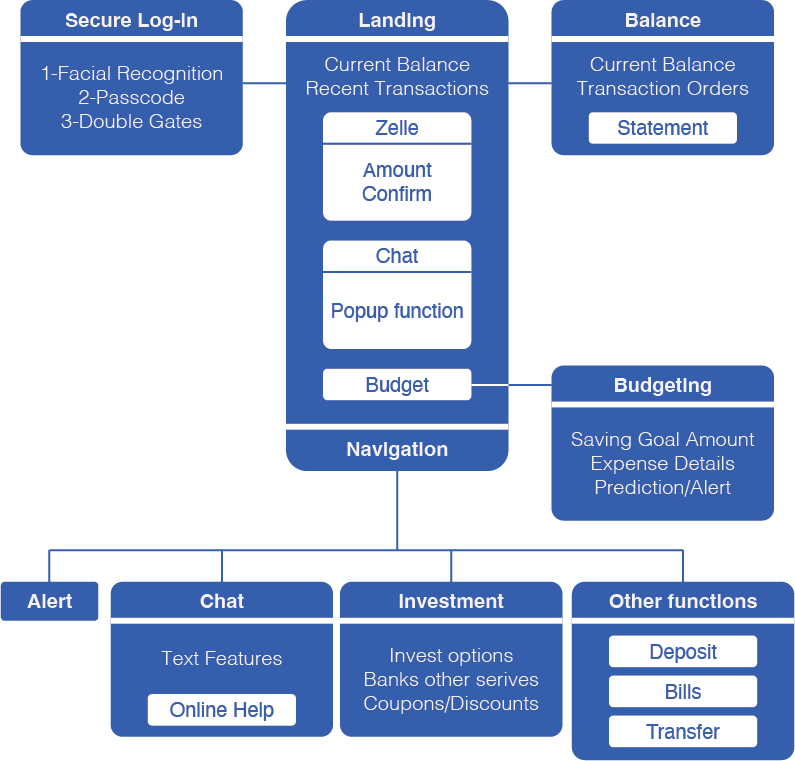 Secure Log-in
1-Facial Recognition
2-Passcode
3-Double Gates
Landing
Current Balance
Recent Transactions
Zelle
Amount
Confirm
Chat
Popup function
Budget
Navigation
Balance
Current Balance
Transaction Orders
Statement
Budgeting
Saving Goal Amount
Expense Details
Prediction/Alert
Alert
Chat
Text Features
Online Help
Investment
Invest options
Banks other serives
Coupons/Discounts
Other functions
Deposit
Bills
Transfer